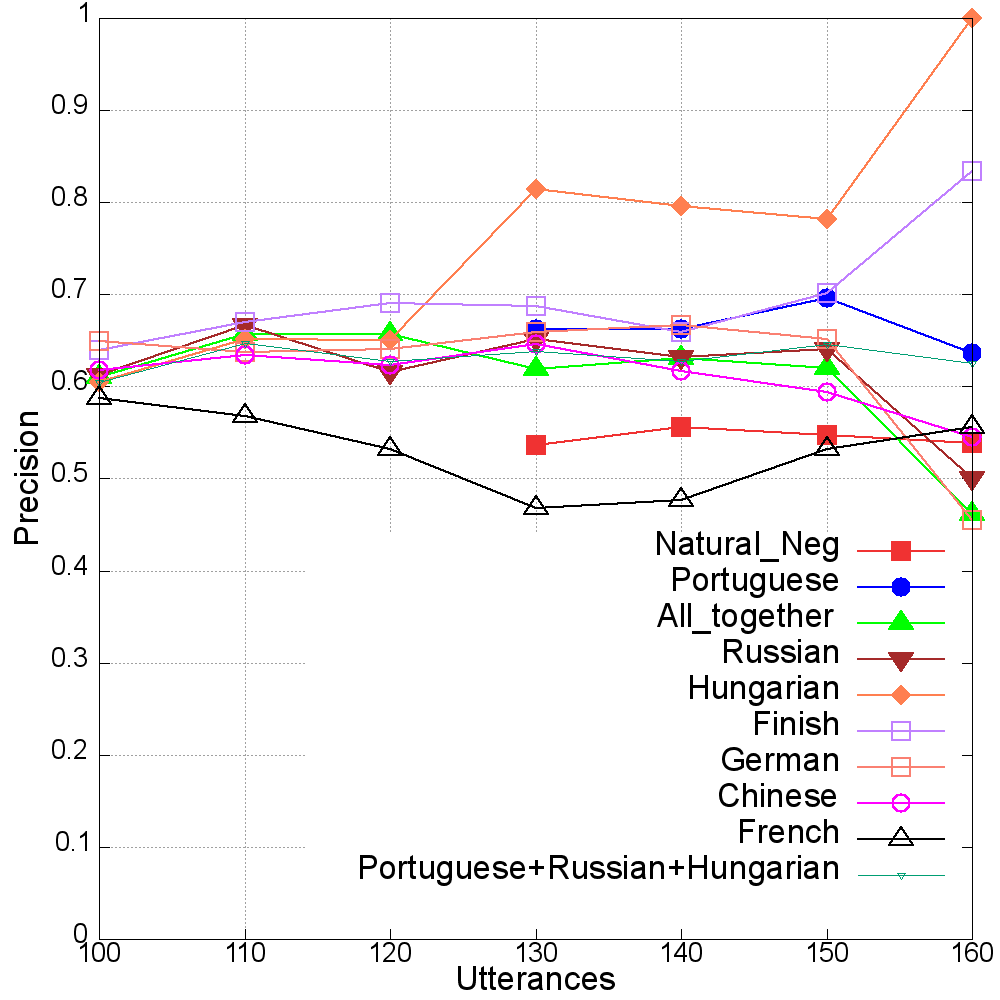 1
0.9
0.8
0.7
0.6
0.5
0.4
0.3
0.2
0.1
0
Precision
Natural_Neg
Portuguese
All_together
Russian
Hungarian
Finish
German
Chinese
French
Portuguese+Russian+Hungarian
100 110 120 130 140 150 160
Utterances